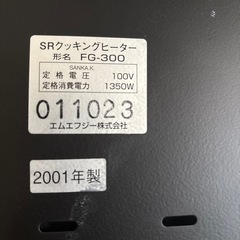 SRクッキングヒーター
形名 FG-300
SANKA.K.
定格電圧 100V
定格消費電力 1350W
011023
エムエフジー株式会社
2001年製